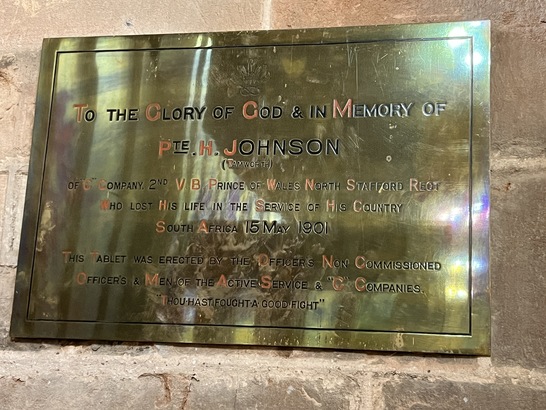 To the Glory of God & in Memory of
Pte. H. Johnson
(Tamworth)
of "C" Company. 2nd V B Prince of Wales North Stafford Regt
Who Lost His Life in the Service of His Country
South Africa 15 May 1901
This Tablet was erected by the Officers Non Commissioned
Officer's & Men of the Active Service & "C" Companies.
"Thou hast fought a good fight"